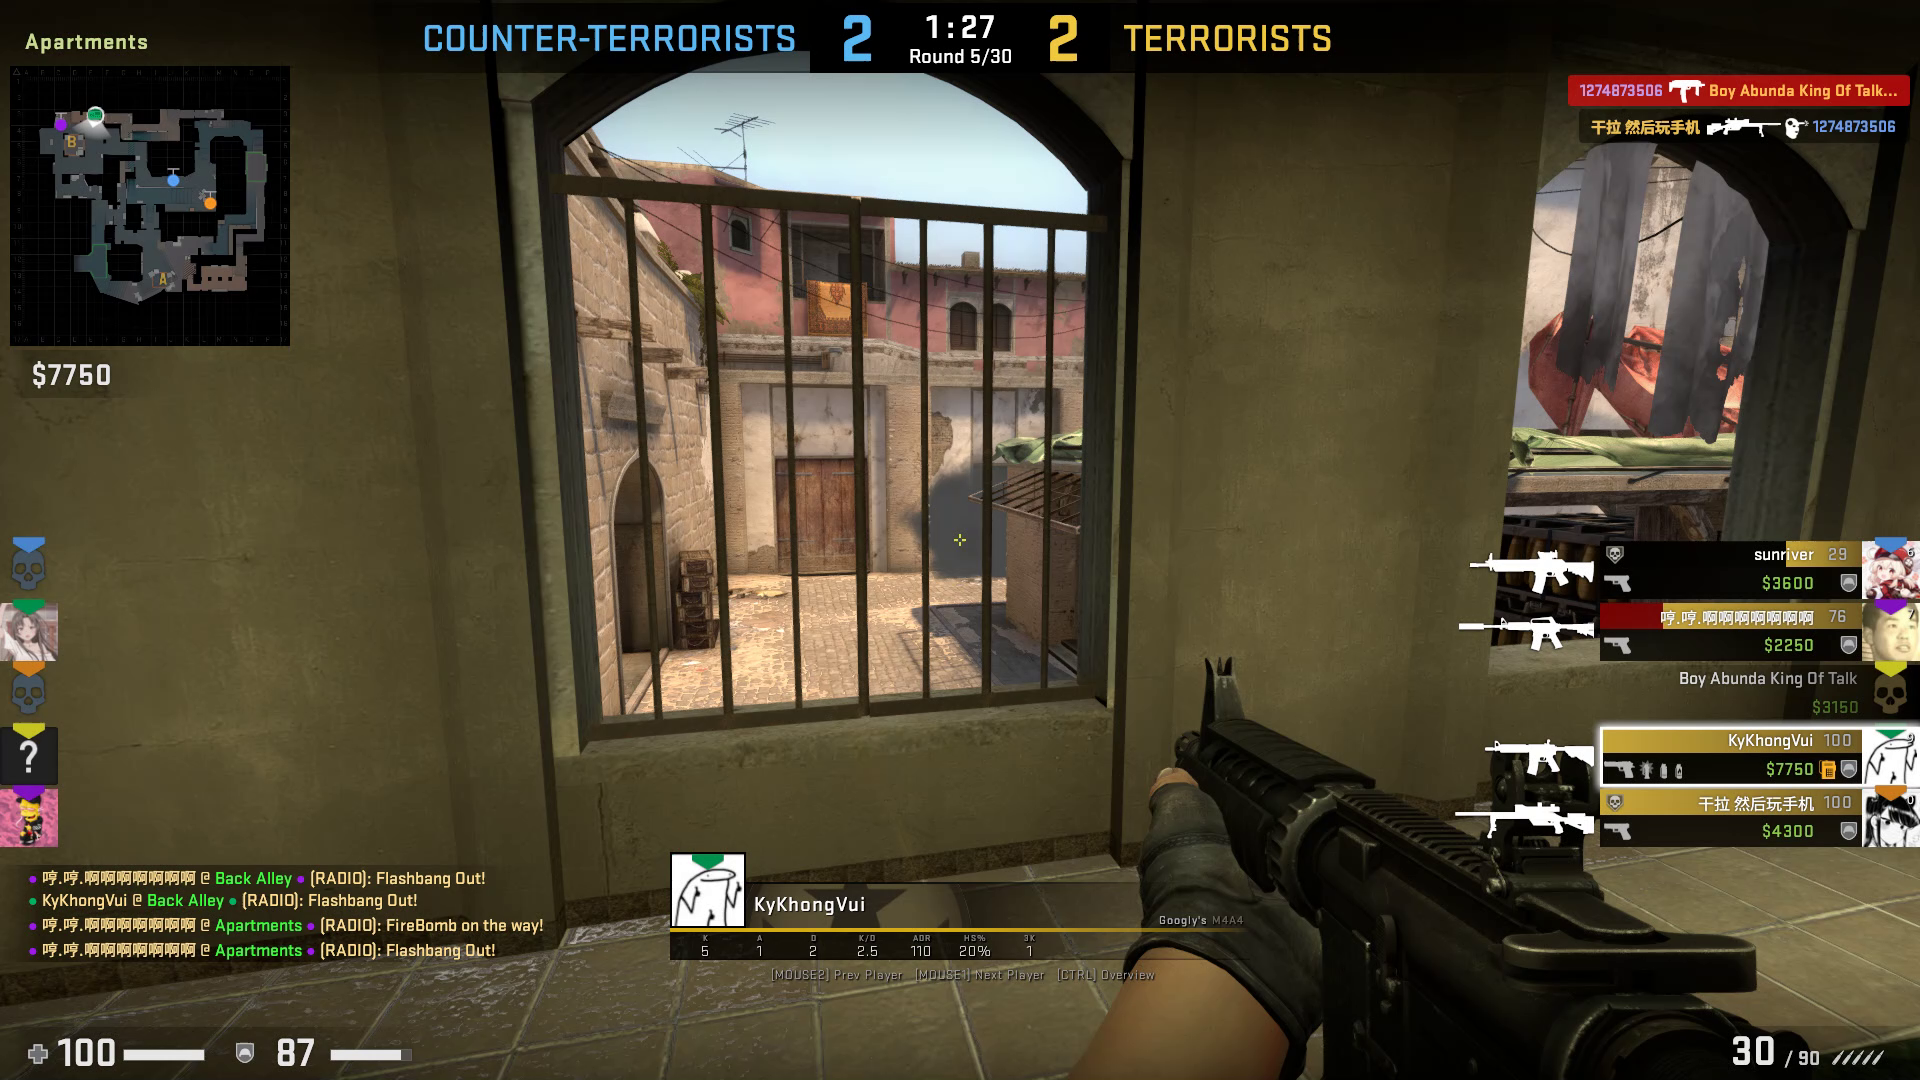 Apartments
COUNTER-TERRORISTS 2 1:27 2 TERRORISTS
Round 5/30
1274873506 Boy Abunda King Of Talk...
干拉 然后玩手机 1274873506
B
A
$7750
sunriver 29
$3600
哼.哼.啊啊啊啊啊啊啊啊 76
$2250
Boy Abunda King Of Talk
$3150
KyKhongVui 100
$7750
干拉 然后玩手机 100
$4300
?
哼.哼.啊啊啊啊啊啊啊啊 @ Back Alley • (RADIO): Flashbang Out!
KyKhongVui @ Back Alley • (RADIO): Flashbang Out!
哼.哼.啊啊啊啊啊啊啊啊 @ Apartments • (RADIO): FireBomb on the way!
哼.哼.啊啊啊啊啊啊啊啊 @ Apartments • (RADIO): Flashbang Out!
KyKhongVui
Googly's M4A4
K A D K/D ADR HS% 3K
5 1 2 2.5 110 20% 1
[MOUSE2] Prev Player [MOUSE1] Next Player [CTRL] Overview
100 87
30 / 90